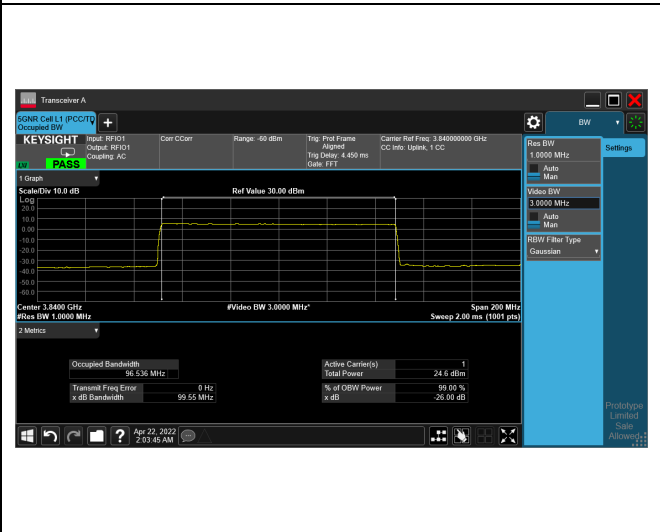 Transceiver A
5GNR Cell L1 (PCC/TD
Occupied BW
+
BW
KEYSIGHT
PASS
Input: RFIO1
Output: RFIO1
Coupling: AC
Corr CCorr
Range: -60 dBm
Trig: Prot Frame
Aligned
Trig Delay: 4.450 ms
Gate: FFT
Carrier Ref Freq: 3.840000000 GHz
CC Info: Uplink, 1 CC
1 Graph
Scale/Div 10.0 dB
Ref Value 30.00 dBm
Log
20.0
10.0
0.00
-10.0
-20.0
-30.0
-40.0
-50.0
-60.0
Center 3.8400 GHz
#Video BW 3.0000 MHz*
Span 200 MHz
#Res BW 1.0000 MHz
Sweep 2.00 ms (1001 pts)
2 Metrics
Occupied Bandwidth
96.536 MHz
Active Carrier(s) 1
Total Power 24.6 dBm
Transmit Freq Error 0 Hz
x dB Bandwidth 99.55 MHz
% of OBW Power 99.00 %
x dB -26.00 dB
Res BW
1.0000 MHz
Auto
Man
Video BW
3.0000 MHz
Auto
Man
RBW Filter Type
Gaussian
Settings
Prototype
Limited
Sale
Allowed
?
Apr 22, 2022
2:03:45 AM